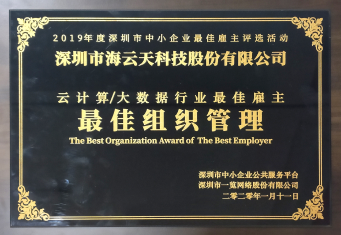 2019年度深圳市中小企业最佳雇主评选活动
深圳市海云天科技股份有限公司
云计算/大数据行业最佳雇主
最佳组织管理
The Best Organization Award of The Best Employer
深圳市中小企业公共服务平台
深圳市一览网络股份有限公司
二零二零年一月十一日